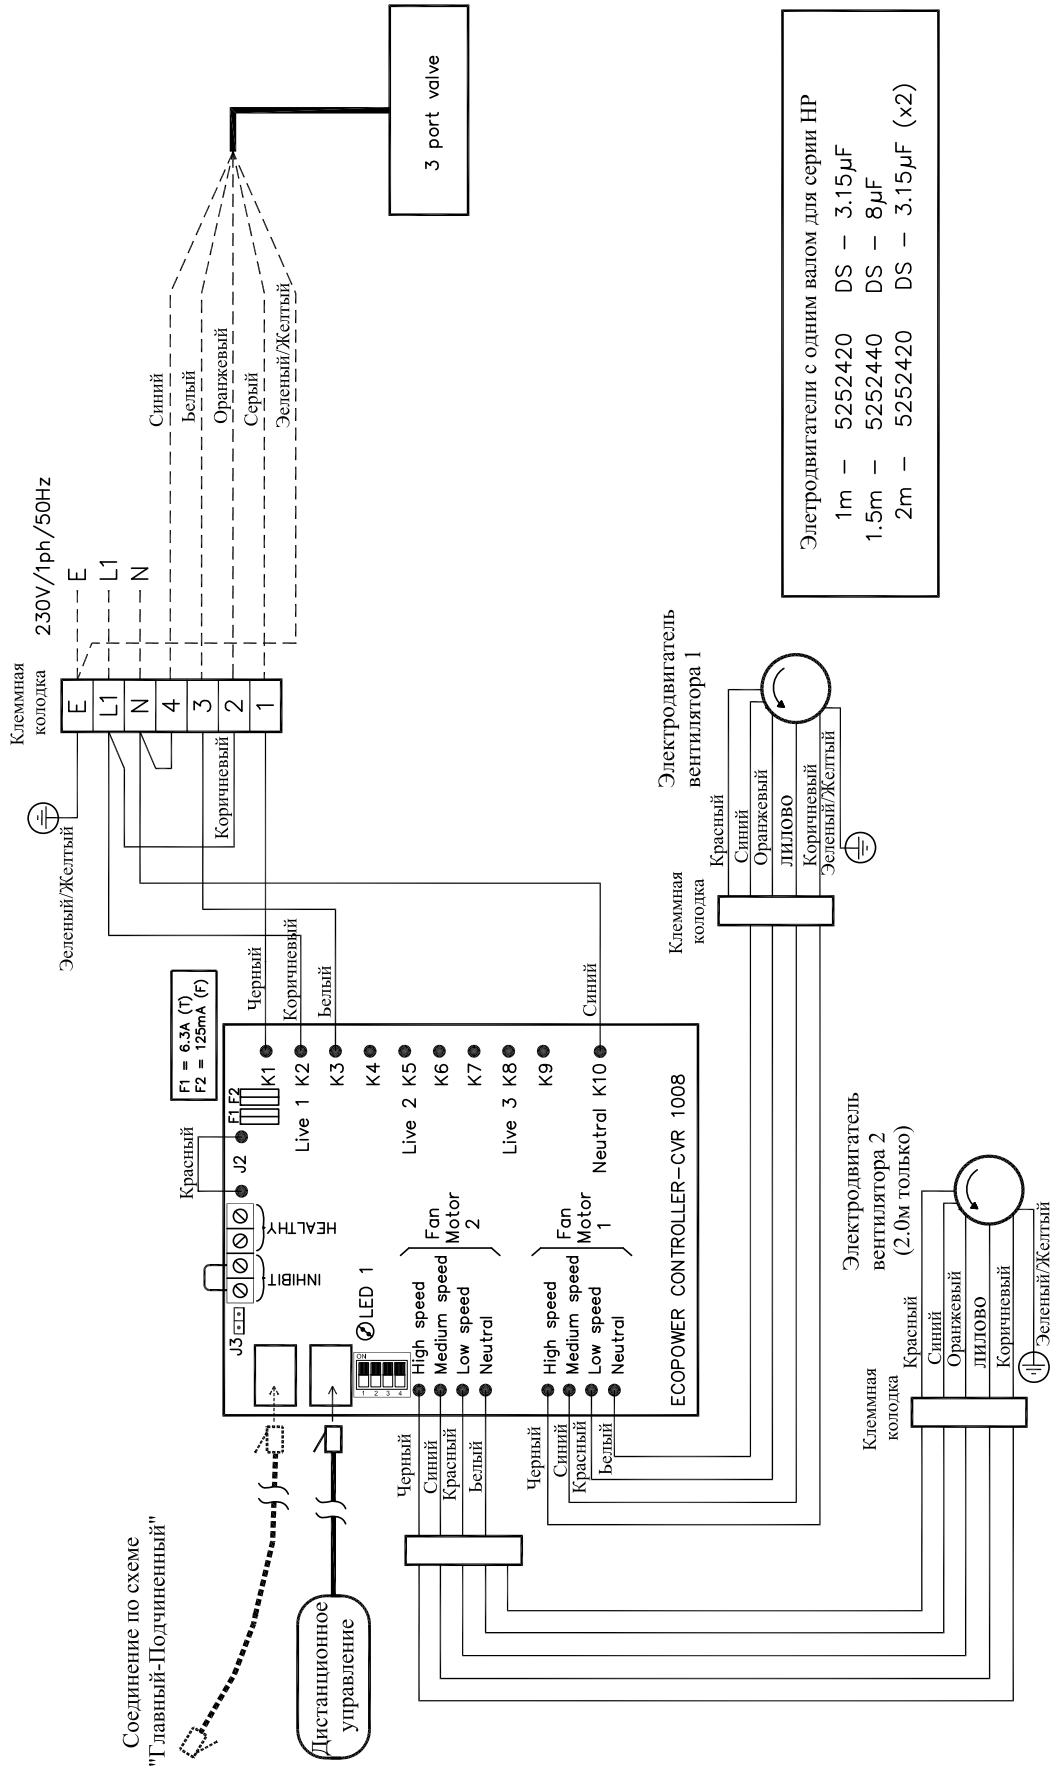 3 port valve
Элетродвигатели с одним валом для серии HP
1m – 5252420 DS – 3.15µF
1.5m – 5252440 DS – 8µF
2m – 5252420 DS – 3.15µF (x2)
Синий
Белый
Оранжевый
Серый
Зеленый/Желтый
230V/1ph/50Hz
E
L1
N
Клеммная
колодка
E
L1
N
4
3
2
1
Зеленый/Желтый
Коричневый
Черный
Коричневый
Белый
Синий
F1 = 6.3A (T)
F2 = 125mA (F)
F1 F2
Красный
J2
HEALTHY
INHIBIT
J3
LED 1
ON
1 2 3 4
Live 1
Live 2
Live 3
Neutral
K1
K2
K3
K4
K5
K6
K7
K8
K9
K10
High speed
Medium speed
Low speed
Neutral
Fan
Motor
2
High speed
Medium speed
Low speed
Neutral
Fan
Motor
1
ECOPOWER CONTROLLER–CVR 1008
Черный
Синий
Красный
Белый
Черный
Синий
Красный
Белый
Электродвигатель
вентилятора 1
Клеммная
колодка
Красный
Синий
Оранжевый
ЛИЛОВО
Коричневый
Зеленый/Желтый
Электродвигатель
вентилятора 2
(2.0м только)
Клеммная
колодка
Красный
Синий
Оранжевый
ЛИЛОВО
Коричневый
Зеленый/Желтый
Соединение по схеме
"Главный-Подчиненный"
Дистанционное
управление